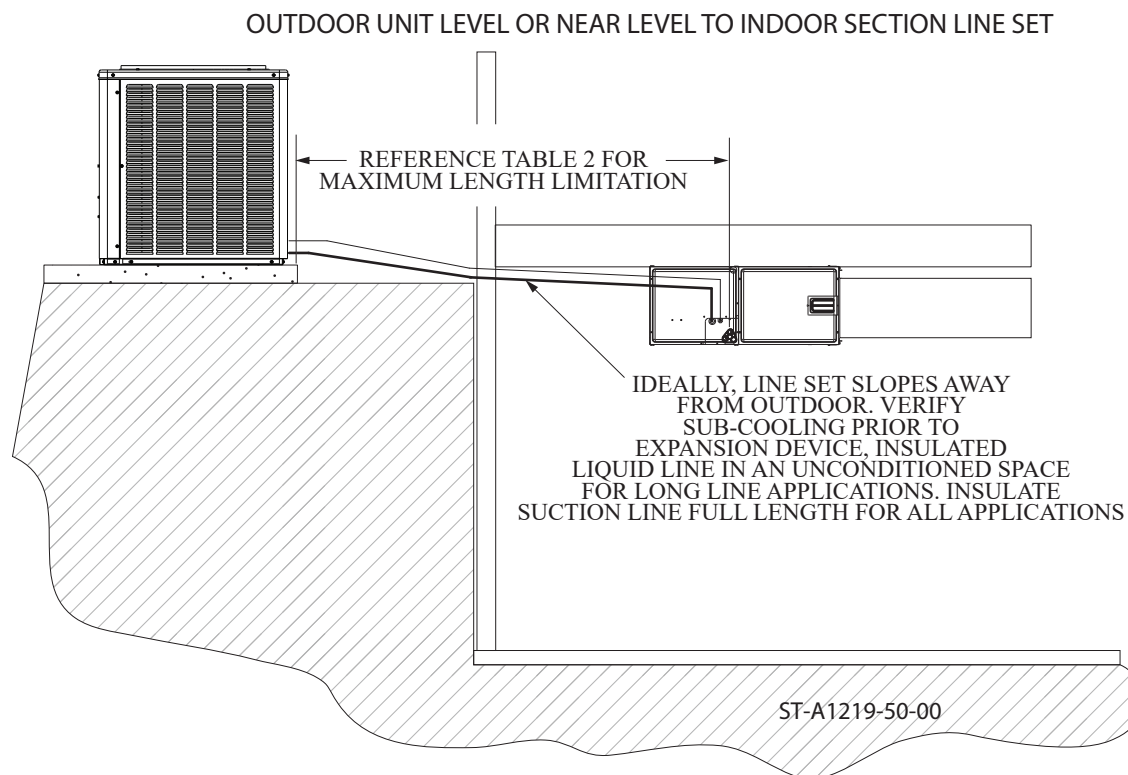 OUTDOOR UNIT LEVEL OR NEAR LEVEL TO INDOOR SECTION LINE SET
REFERENCE TABLE 2 FOR
MAXIMUM LENGTH LIMITATION
IDEALLY, LINE SET SLOPES AWAY
FROM OUTDOOR. VERIFY
SUB-COOLING PRIOR TO
EXPANSION DEVICE, INSULATED
LIQUID LINE IN AN UNCONDITIONED SPACE
FOR LONG LINE APPLICATIONS. INSULATE
SUCTION LINE FULL LENGTH FOR ALL APPLICATIONS
ST-A1219-50-00